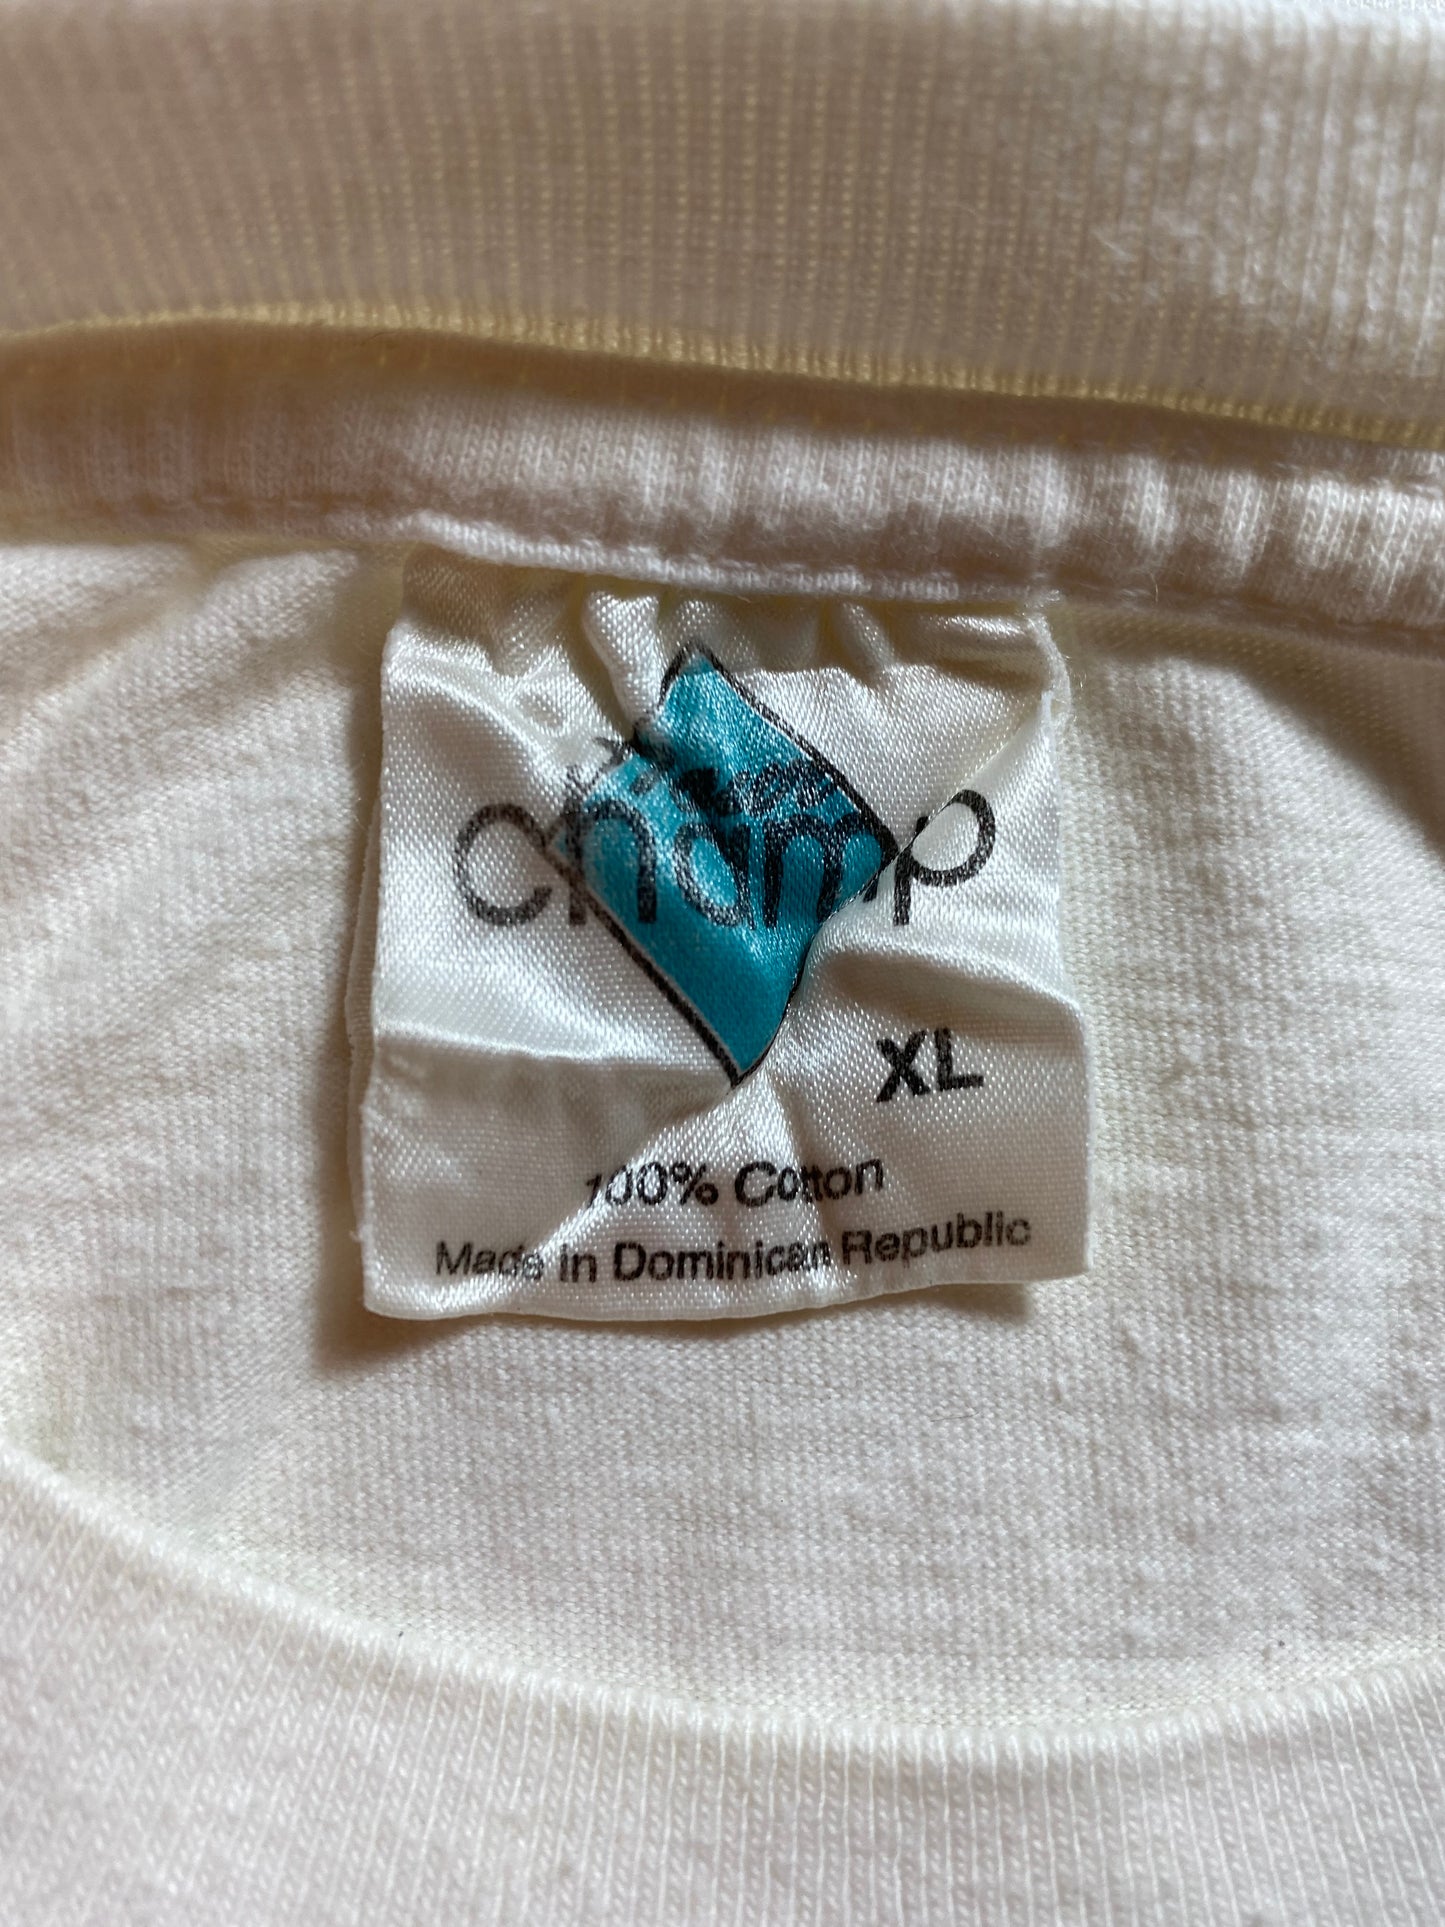 champ
XL
100% Cotton
Made in Dominican Republic